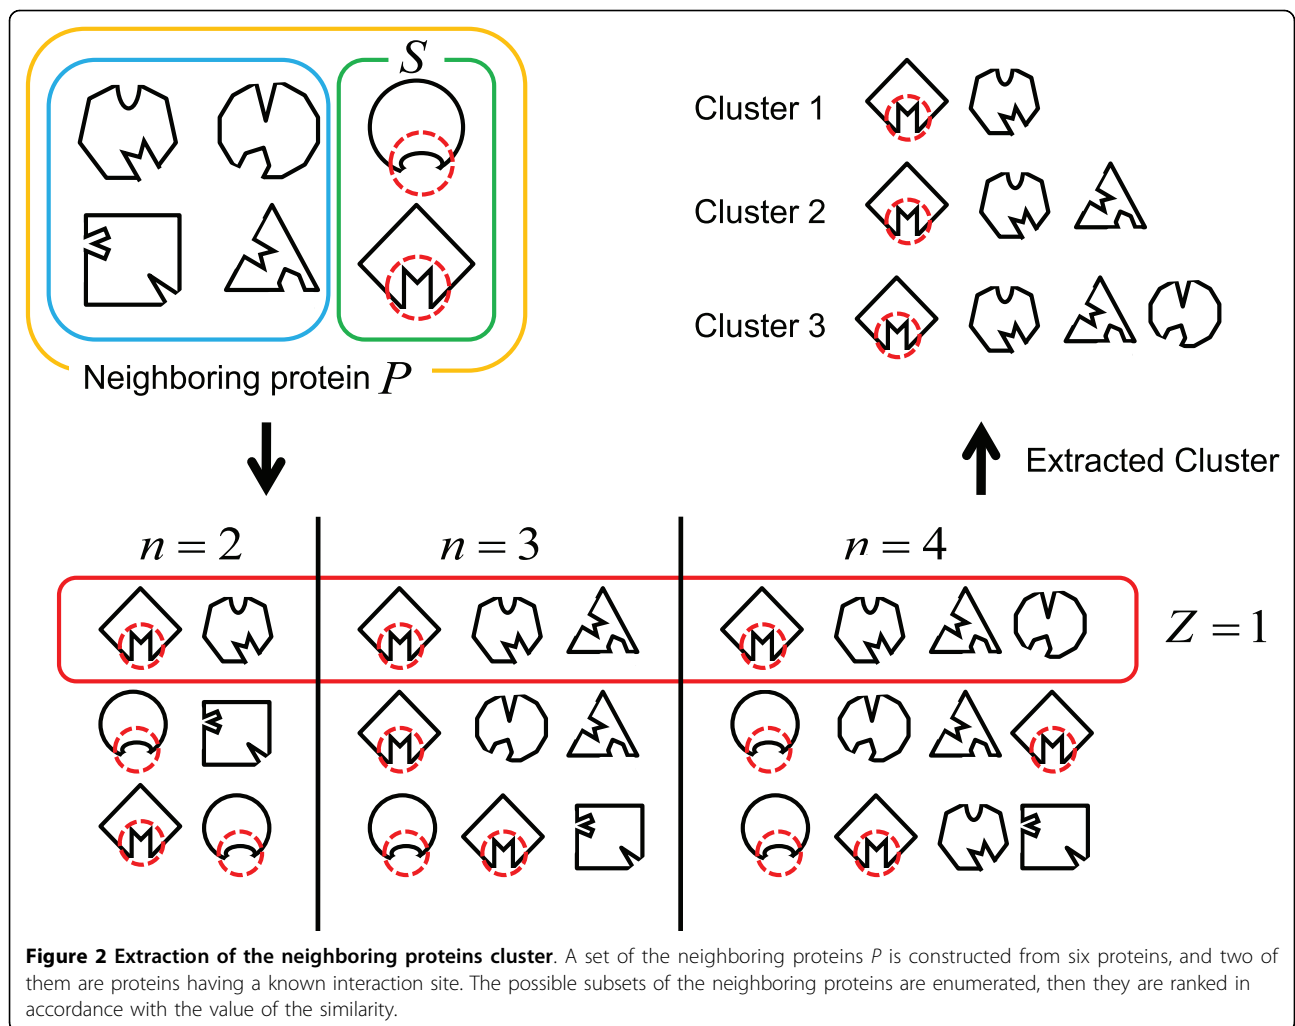 S
Neighboring protein P
Cluster 1
Cluster 2
Cluster 3
Extracted Cluster
n = 2
n = 3
n = 4
Z = 1
Figure 2 Extraction of the neighboring proteins cluster. A set of the neighboring proteins P is constructed from six proteins, and two of
them are proteins having a known interaction site. The possible subsets of the neighboring proteins are enumerated, then they are ranked in
accordance with the value of the similarity.